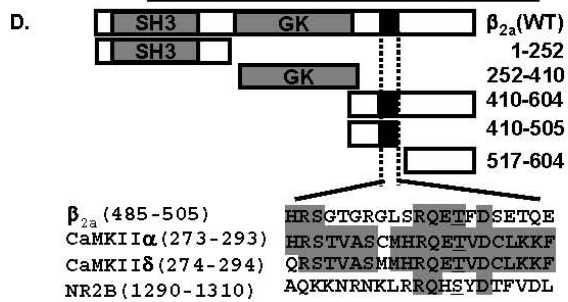 D.
SH3 GK β2a(WT)
SH3 1-252
GK 252-410
410-604
410-505
517-604
β2a (485-505) HRSGTGRGLSRQETFDSETQE
CaMKIIα (273-293) HRSTVASCMHRQETVDCLKKF
CaMKIIδ (274-294) QRSTVASMMHRQETVDCLKKF
NR2B (1290-1310) AQKKNRNKLRRQHSYDTFVDL